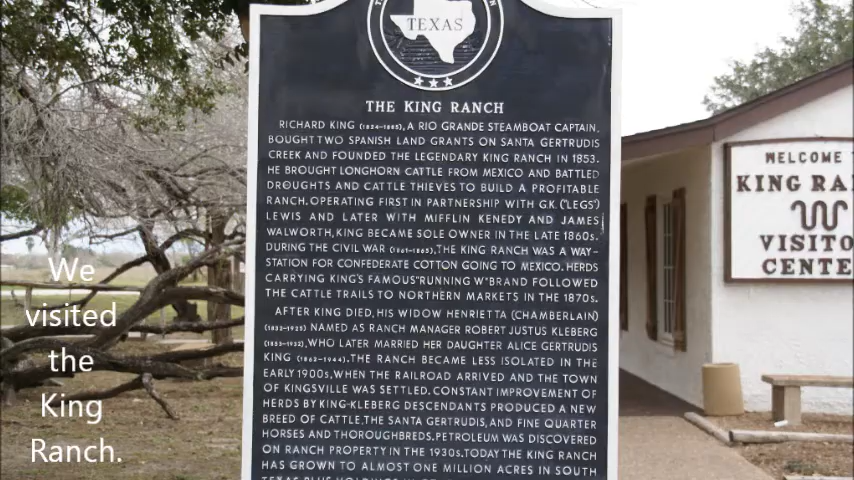 TEXAS
THE KING RANCH
RICHARD KING (1824-1885), A RIO GRANDE STEAMBOAT CAPTAIN,
BOUGHT TWO SPANISH LAND GRANTS ON SANTA GERTRUDIS
CREEK AND FOUNDED THE LEGENDARY KING RANCH IN 1853.
HE BROUGHT LONGHORN CATTLE FROM MEXICO AND BATTLED
DROUGHTS AND CATTLE THIEVES TO BUILD A PROFITABLE
RANCH. OPERATING FIRST IN PARTNERSHIP WITH G.K. ("LEGS")
LEWIS AND LATER WITH MIFFLIN KENEDY AND JAMES
WALWORTH, KING BECAME SOLE OWNER IN THE LATE 1860s.
DURING THE CIVIL WAR (1861-1865), THE KING RANCH WAS A WAY-
STATION FOR CONFEDERATE COTTON GOING TO MEXICO. HERDS
CARRYING KING'S FAMOUS "RUNNING W" BRAND FOLLOWED
THE CATTLE TRAILS TO NORTHERN MARKETS IN THE 1870s.
AFTER KING DIED, HIS WIDOW HENRIETTA (CHAMBERLAIN)
(1832-1925) NAMED AS RANCH MANAGER ROBERT JUSTUS KLEBERG
(1853-1932), WHO LATER MARRIED HER DAUGHTER ALICE GERTRUDIS
KING (1862-1944). THE RANCH BECAME LESS ISOLATED IN THE
EARLY 1900s, WHEN THE RAILROAD ARRIVED AND THE TOWN
OF KINGSVILLE WAS SETTLED. CONSTANT IMPROVEMENT OF
HERDS BY KING-KLEBERG DESCENDANTS PRODUCED A NEW
BREED OF CATTLE, THE SANTA GERTRUDIS, AND FINE QUARTER
HORSES AND THOROUGHBREDS. PETROLEUM WAS DISCOVERED
ON RANCH PROPERTY IN THE 1930s. TODAY THE KING RANCH
HAS GROWN TO ALMOST ONE MILLION ACRES IN SOUTH
WELCOME
KING RA
VISITO
CENTE
We
visited
the
King
Ranch.